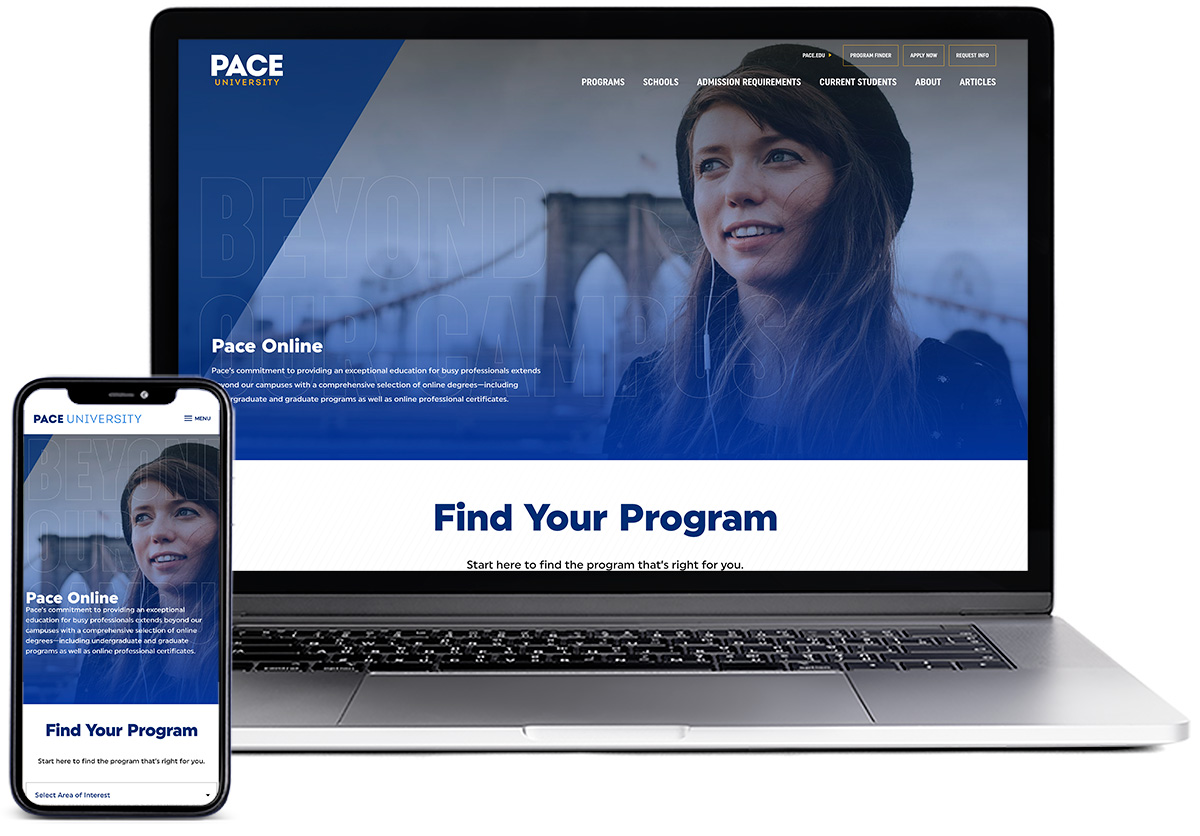 PACE
UNIVERSITY
PACE.EDU
PROGRAM FINDER
APPLY NOW
REQUEST INFO
PROGRAMS
SCHOOLS
ADMISSION REQUIREMENTS
CURRENT STUDENTS
ABOUT
ARTICLES
BEYOND
OUR CAMPUS
Pace Online
Pace's commitment to providing an exceptional education for busy professionals extends
beyond our campuses with a comprehensive selection of online degrees—including
graduate and graduate programs as well as online professional certificates.
Find Your Program
Start here to find the program that's right for you.
PACE UNIVERSITY
MENU
BEYOND
OUR
CAMPU
Pace Online
Pace's commitment to providing an exceptional
education for busy professionals extends beyond our
campuses with a comprehensive selection of online
degrees—including undergraduate and graduate
programs as well as online professional certificates.
Find Your Program
Start here to find the program that's right for you.
Select Area of Interest
control
option
option